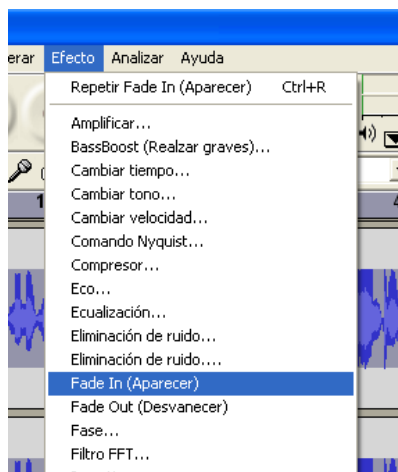 erar Efecto Analizar Ayuda
Repetir Fade In (Aparecer) Ctrl+R
Amplificar...
BassBoost (Realzar graves)...
Cambiar tiempo...
Cambiar tono...
1 Cambiar velocidad... 4
Comando Nyquist...
Compresor...
Eco...
Ecualización...
Eliminación de ruido...
Eliminación de ruido....
Fade In (Aparecer)
Fade Out (Desvanecer)
Fase...
Filtro FFT...